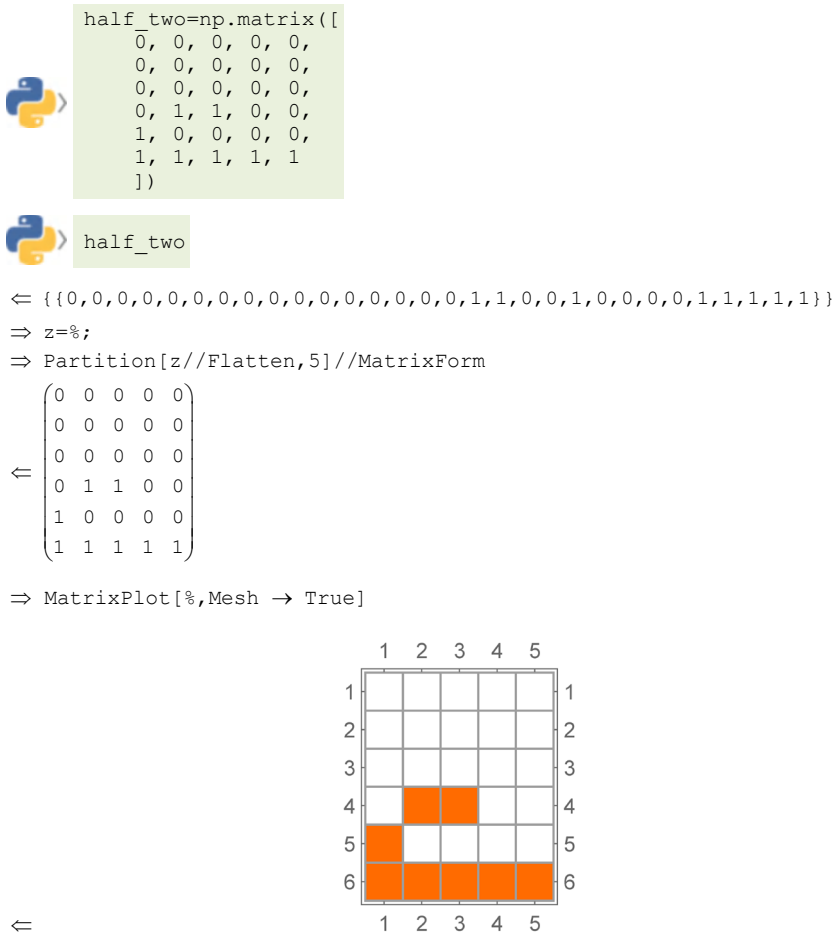 half_two=np.matrix([
0, 0, 0, 0, 0,
0, 0, 0, 0, 0,
0, 0, 0, 0, 0,
0, 1, 1, 0, 0,
1, 0, 0, 0, 0,
1, 1, 1, 1, 1
])
half_two
⇐ {{0,0,0,0,0,0,0,0,0,0,0,0,0,0,0,0,1,1,0,0,1,0,0,0,0,1,1,1,1,1}}
⇒ z=%;
⇒ Partition[z//Flatten,5]//MatrixForm
0 0 0 0 0
0 0 0 0 0
0 0 0 0 0
⇐ 0 1 1 0 0
1 0 0 0 0
1 1 1 1 1
⇒ MatrixPlot[%,Mesh → True]
1 2 3 4 5
1 1
2 2
3 3
4 4
5 5
6 6
⇐ 1 2 3 4 5